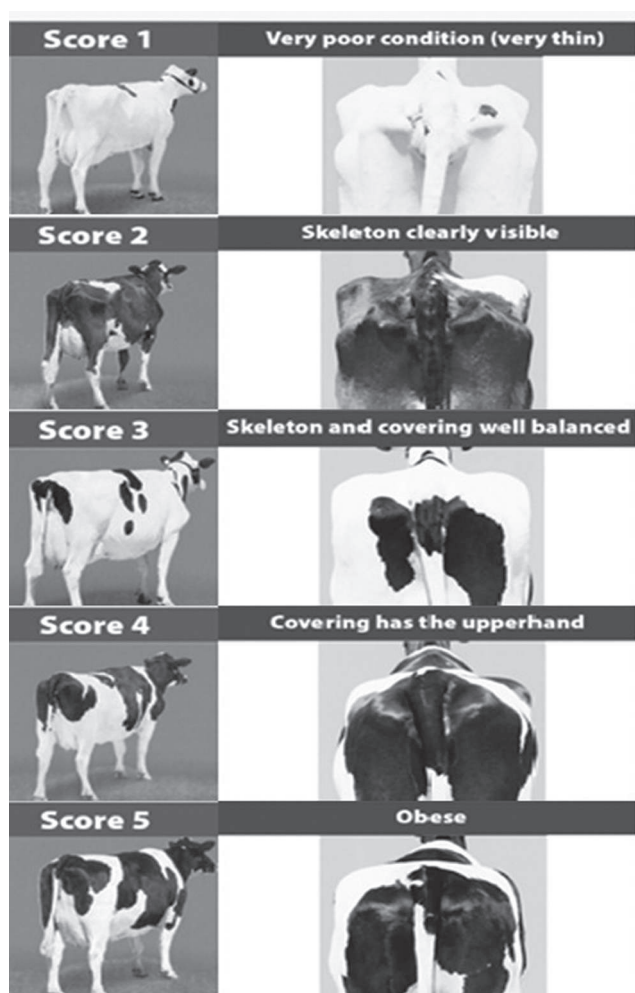 Score 1
Very poor condition (very thin)
Score 2
Skeleton clearly visible
Score 3
Skeleton and covering well balanced
Score 4
Covering has the upperhand
Score 5
Obese